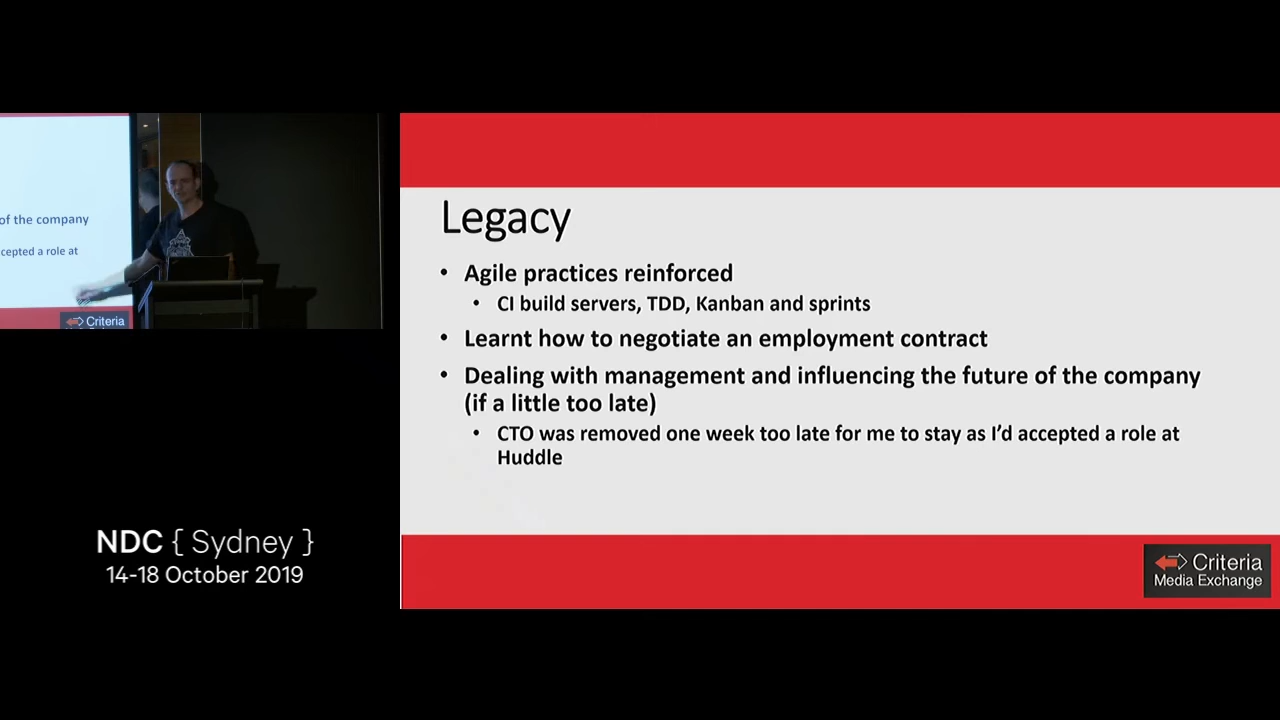 of the company
cepted a role at
Criteria
Legacy
• Agile practices reinforced
• CI build servers, TDD, Kanban and sprints
• Learnt how to negotiate an employment contract
• Dealing with management and influencing the future of the company
(if a little too late)
• CTO was removed one week too late for me to stay as I'd accepted a role at
Huddle
Criteria
Media Exchange
NDC { Sydney }
14-18 October 2019